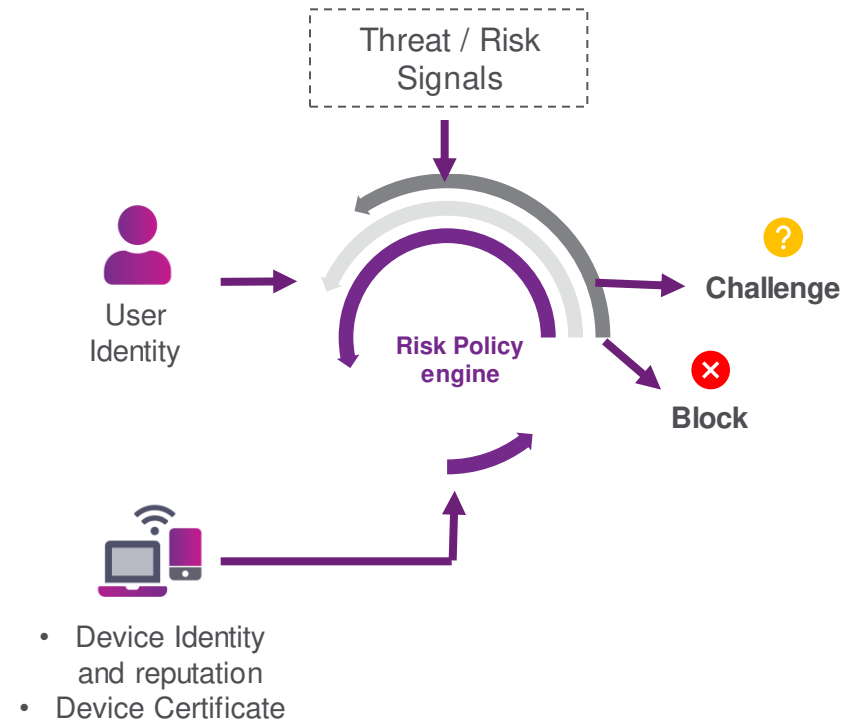 Threat / Risk
Signals
User
Identity
Risk Policy
engine
?
Challenge
Block
• Device Identity
and reputation
• Device Certificate